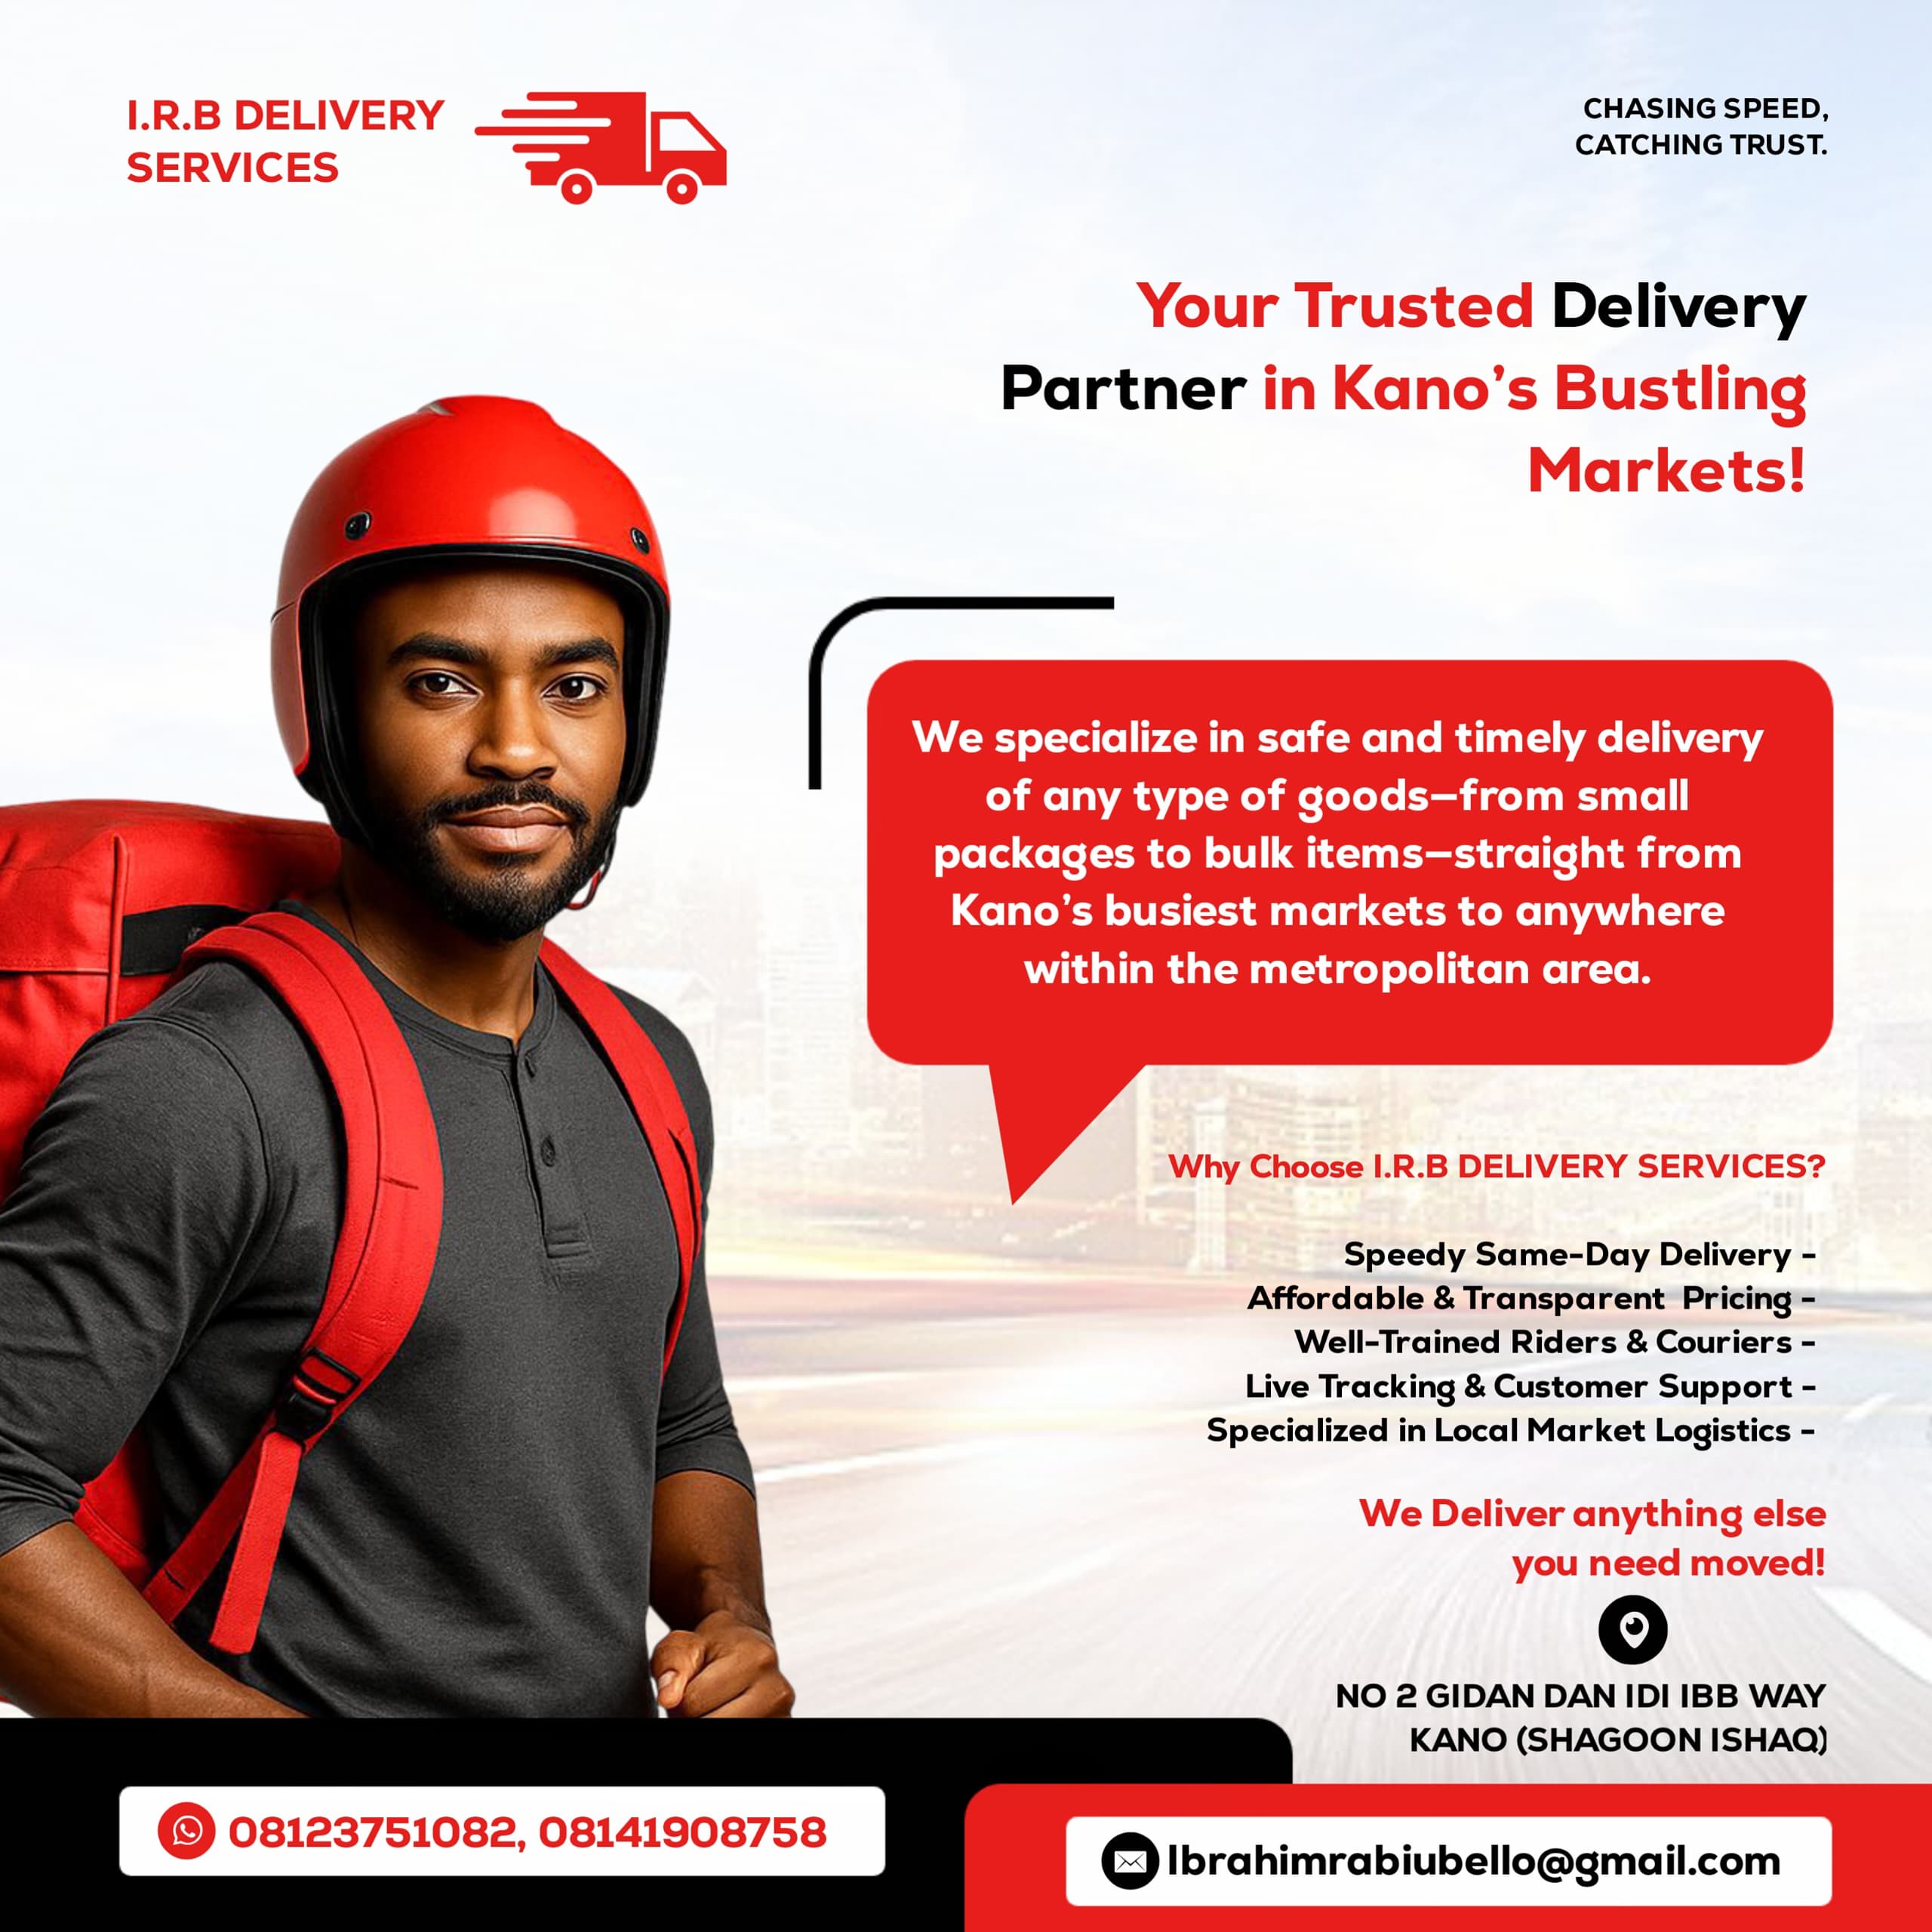 I.R.B DELIVERY
SERVICES
CHASING SPEED,
CATCHING TRUST.
Your Trusted Delivery
Partner in Kano's Bustling
Markets!
We specialize in safe and timely delivery
of any type of goods—from small
packages to bulk items—straight from
Kano's busiest markets to anywhere
within the metropolitan area.
Why Choose I.R.B DELIVERY SERVICES?
Speedy Same-Day Delivery -
Affordable & Transparent Pricing -
Well-Trained Riders & Couriers -
Live Tracking & Customer Support -
Specialized in Local Market Logistics -
We Deliver anything else
you need moved!
NO 2 GIDAN DAN IDI IBB WAY
KANO (SHAGOON ISHAQ)
08123751082, 08141908758
Ibrahimrabiubello@gmail.com